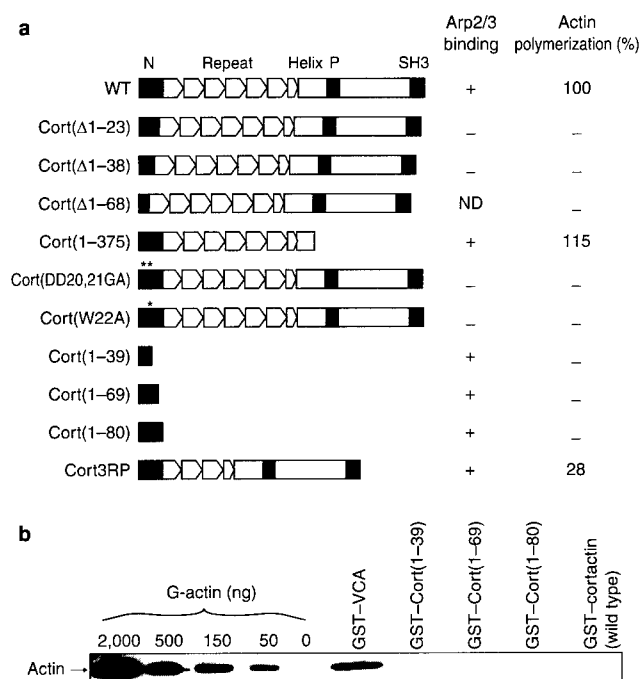 a
Arp2/3 binding
Actin polymerization (%)
N Repeat Helix P SH3
WT + 100
Cort(Δ1–23) – –
Cort(Δ1–38) – –
Cort(Δ1–68) ND –
Cort(1–375) + 115
**
Cort(DD20,21GA) – –
*
Cort(W22A) – –
Cort(1–39) + –
Cort(1–69) + –
Cort(1–80) + –
Cort3RP + 28
b
G-actin (ng)
2,000 500 150 50 0
GST–VCA
GST–Cort(1–39)
GST–Cort(1–69)
GST–Cort(1–80)
GST–cortactin
(wild type)
Actin →